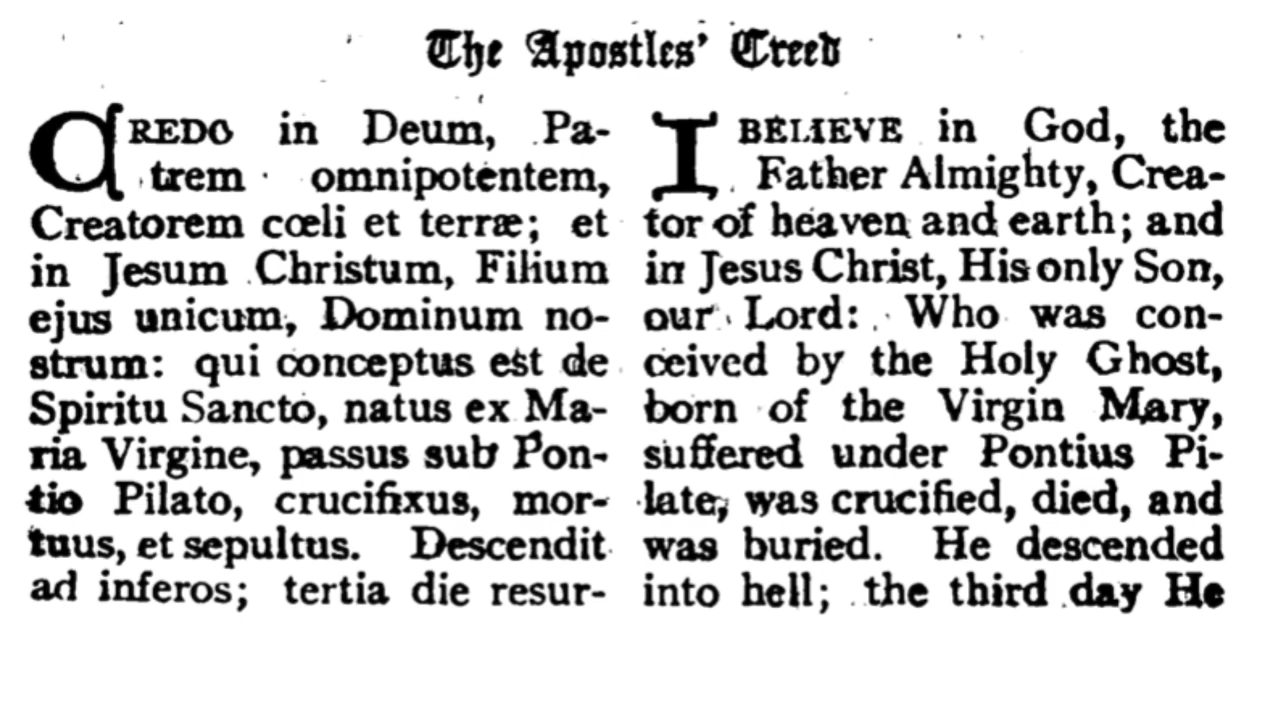 The Apostles' Creed
CREDO in Deum, Pa-
trem omnipotentem,
Creatorem cœli et terræ; et
in Jesum Christum, Filium
ejus unicum, Dominum no-
strum: qui conceptus est de
Spiritu Sancto, natus ex Ma-
ria Virgine, passus sub Pon-
tio Pilato, crucifixus, mor-
tuus, et sepultus. Descendit
ad inferos; tertia die resur-
I BELIEVE in God, the
Father Almighty, Crea-
tor of heaven and earth; and
in Jesus Christ, His only Son,
our Lord: Who was con-
ceived by the Holy Ghost,
born of the Virgin Mary,
suffered under Pontius Pi-
late, was crucified, died, and
was buried. He descended
into hell; the third day He